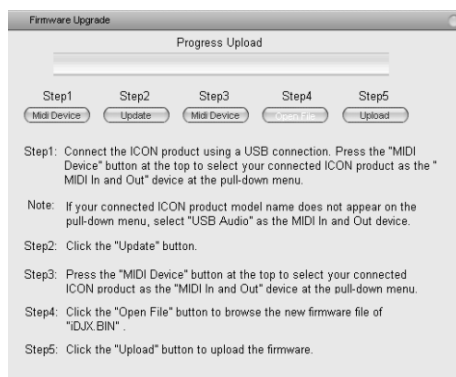 Firmware Upgrade
Progress Upload
Step1 Step2 Step3 Step4 Step5
Midi Device Update Midi Device Open File Upload
Step1: Connect the ICON product using a USB connection. Press the "MIDI
Device" button at the top to select your connected ICON product as the "
MIDI In and Out" device at the pull-down menu.
Note: If your connected ICON product model name does not appear on the
pull-down menu, select "USB Audio" as the MIDI In and Out device.
Step2: Click the "Update" button.
Step3: Press the "MIDI Device" button at the top to select your connected
ICON product as the "MIDI In and Out" device at the pull-down menu.
Step4: Click the "Open File" button to browse the new firmware file of
"iDJX.BIN" .
Step5: Click the "Upload" button to upload the firmware.